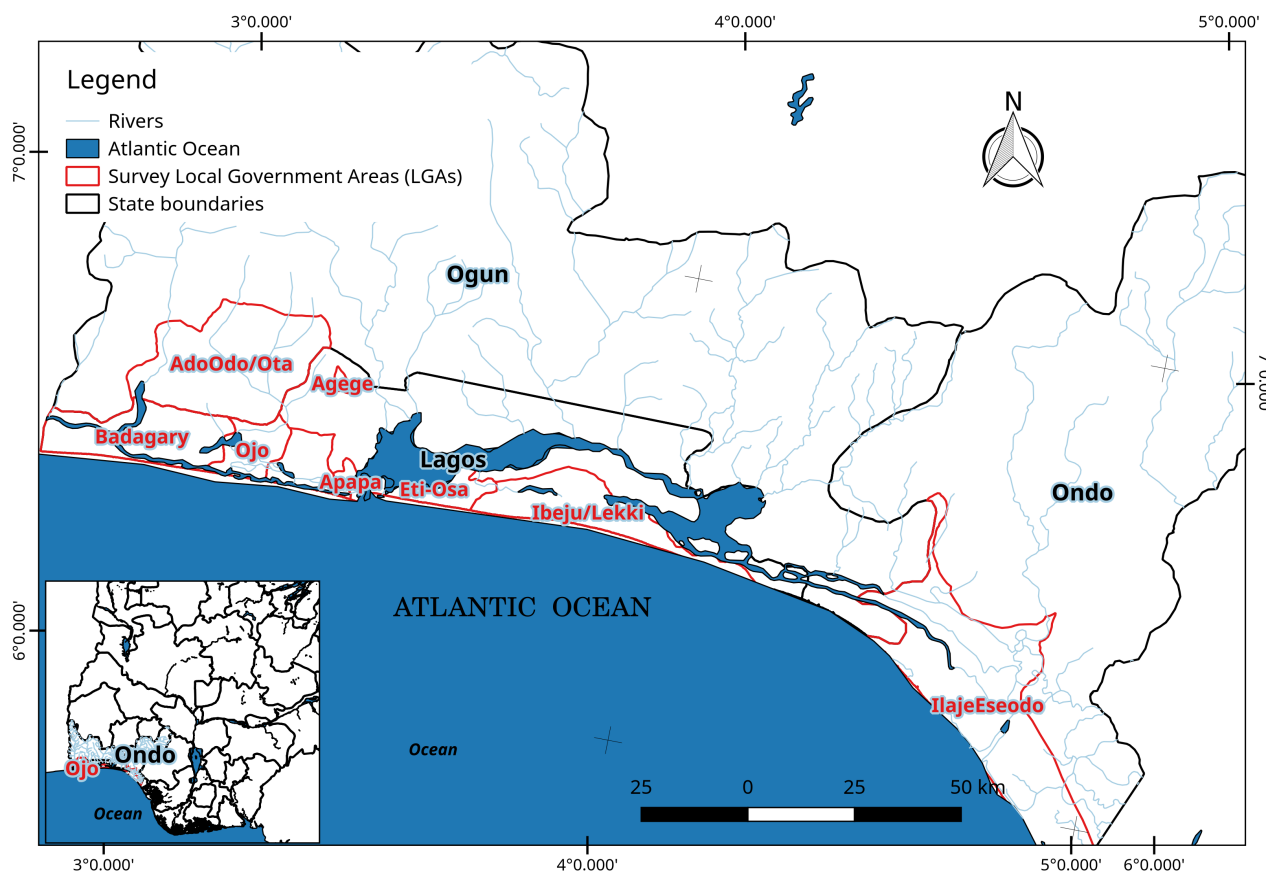 3°0.000'
4°0.000'
5°0.000'
Legend
Rivers
Atlantic Ocean
Survey Local Government Areas (LGAs)
State boundaries
N
7°0.000'
Ogun
AdoOdo/Ota
Agege
Badagary
Ojo
Lagos
Apapa
Eti-Osa
Ibeju/Lekki
Ondo
ATLANTIC OCEAN
6°0.000'
IlajeEseodo
Ocean
Ondo
Ojo
Ocean
25 0 25 50 km
3°0.000'
4°0.000'
5°0.000'
6°0.000'